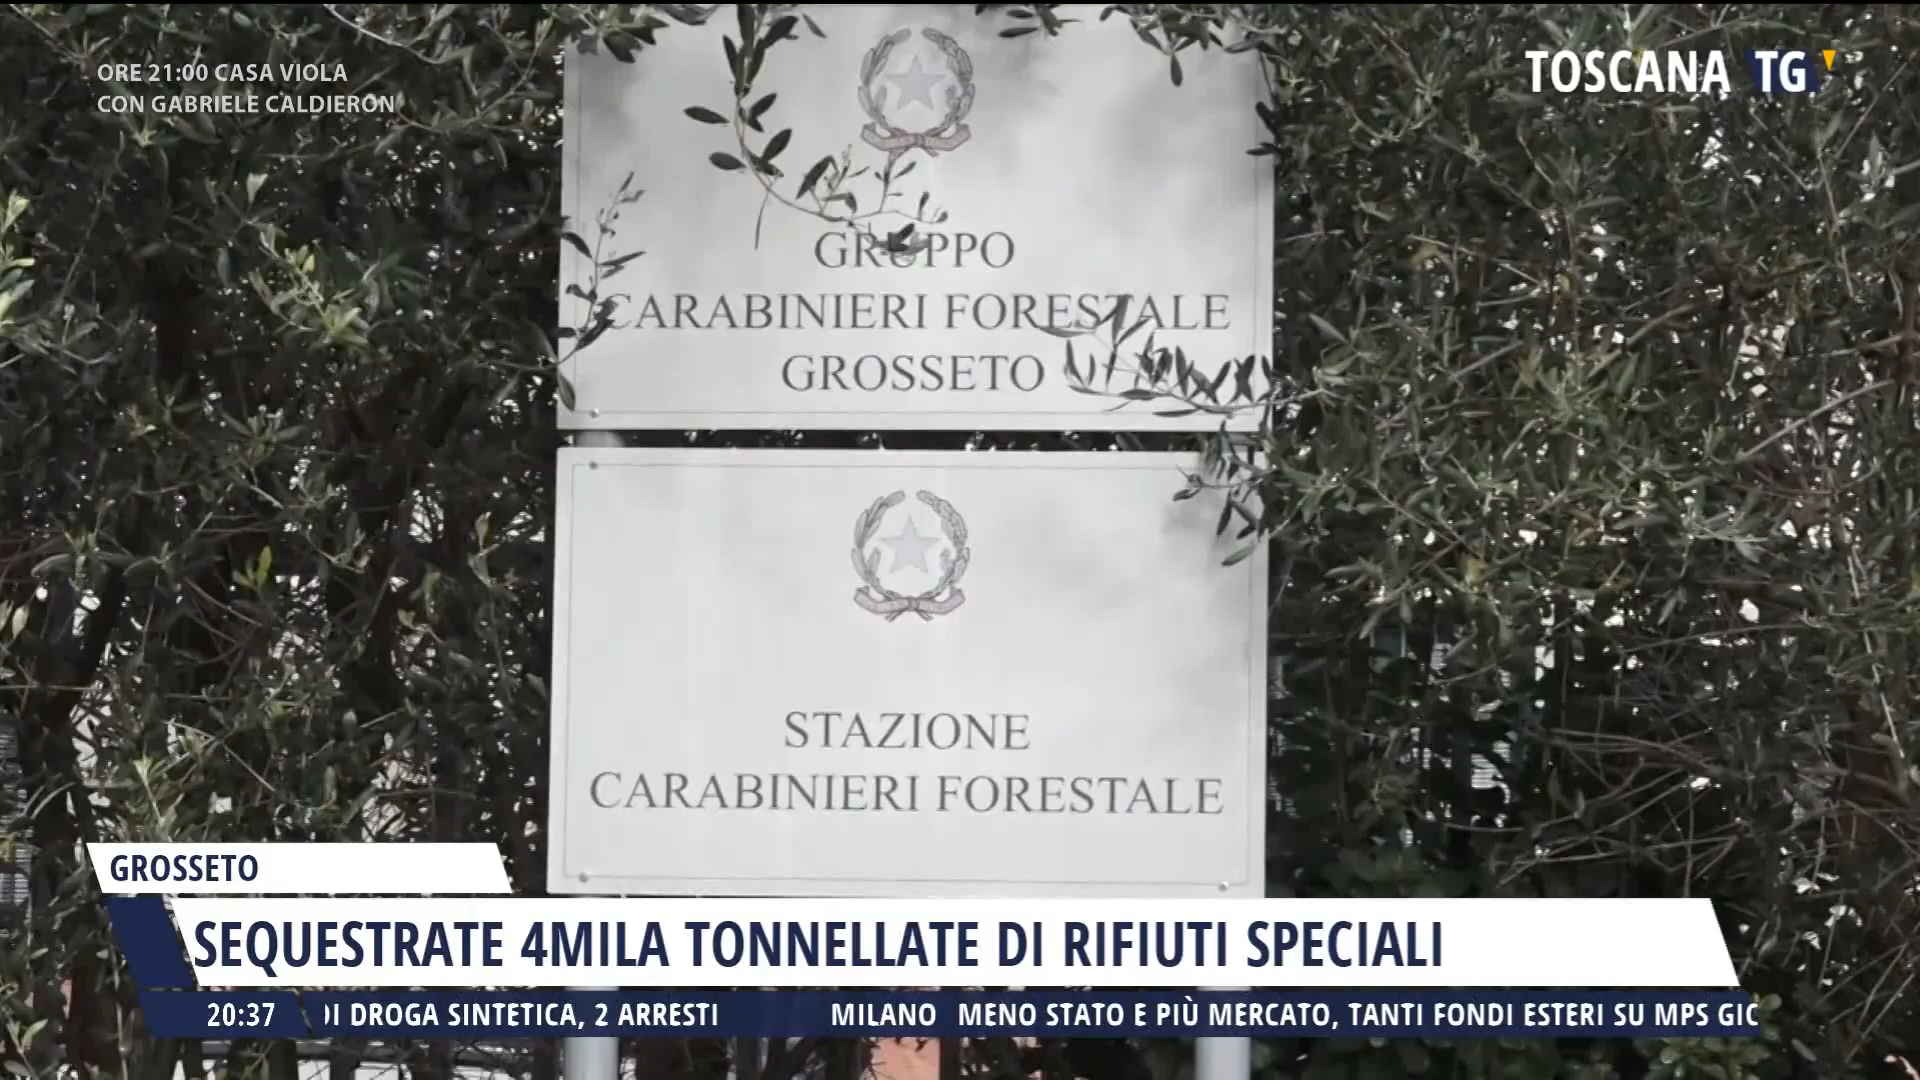 ORE 21:00 CASA VIOLA
CON GABRIELE CALDIERON
TOSCANA TG
GRUPPO
CARABINIERI FORESTALE
GROSSETO
STAZIONE
CARABINIERI FORESTALE
GROSSETO
SEQUESTRATE 4MILA TONNELLATE DI RIFIUTI SPECIALI
20:37 DI DROGA SINTETICA, 2 ARRESTI MILANO MENO STATO E PIÙ MERCATO, TANTI FONDI ESTERI SU MPS GIO